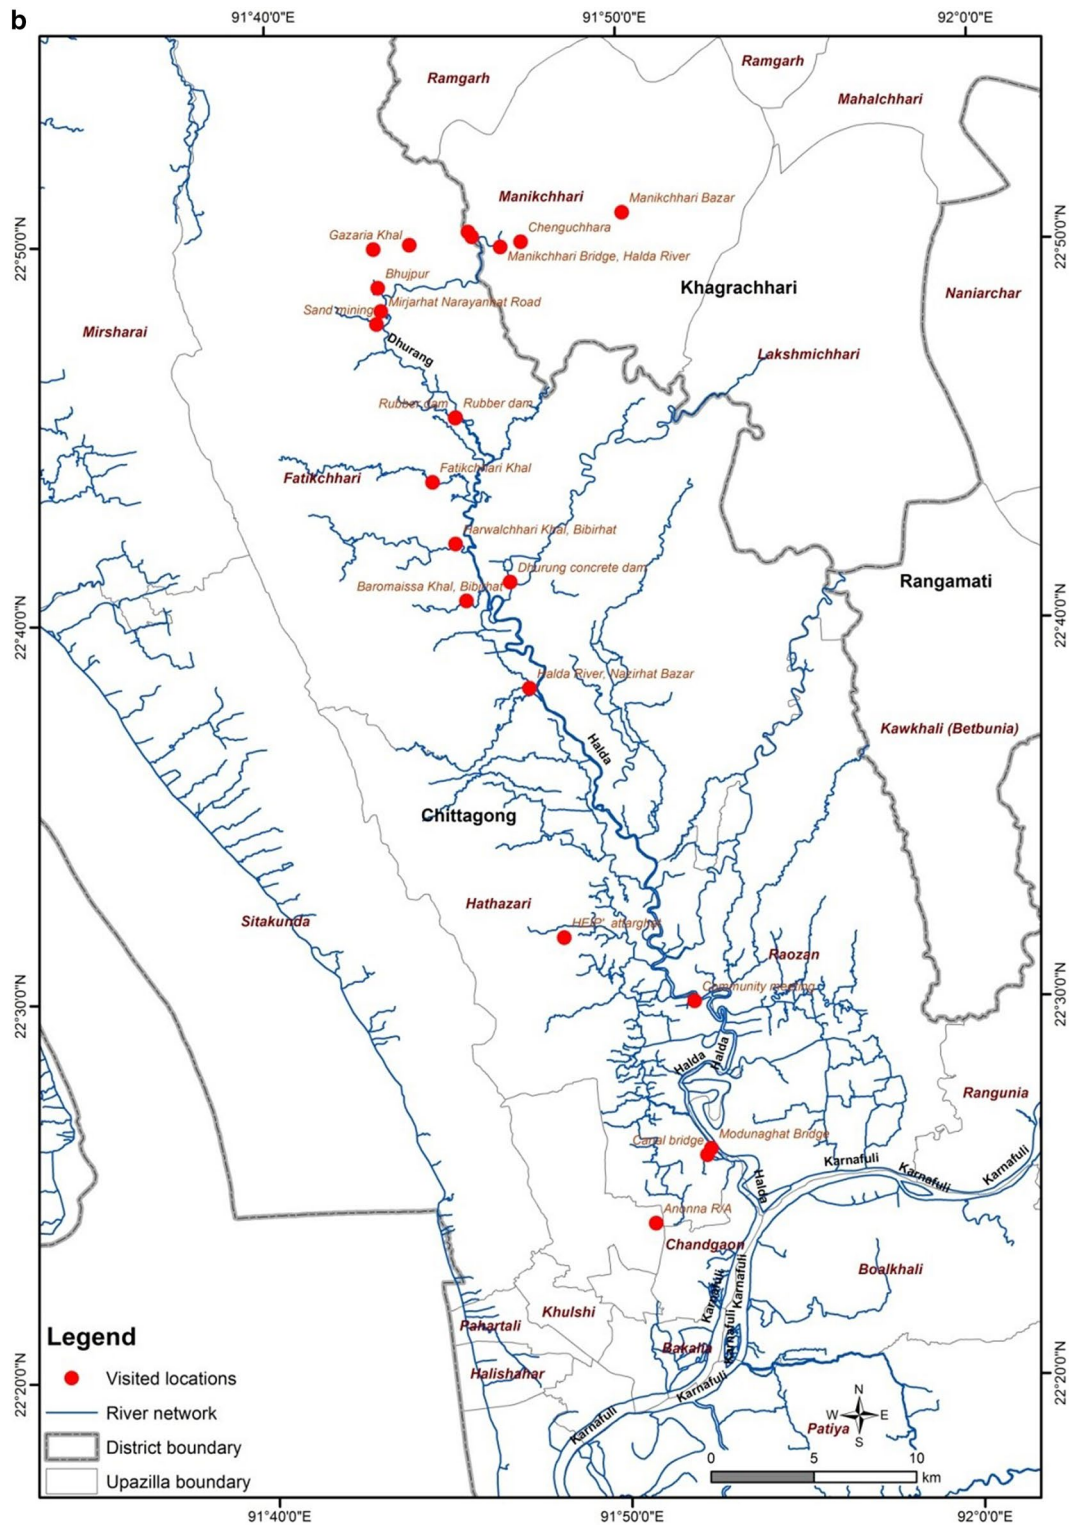 b
91°40'0"E
91°50'0"E
92°0'0"E
Ramgarh
Ramgarh
Mahalchhari
Manikchhari
Manikchhari Bazar
Chenguchhara
Gazaria Khal
22°50'0"N
22°50'0"N
Manikchhari Bridge, Halda River
Bhujpur
Khagrachhari
Naniarchar
Mirjarhat Narayanhat Road
Sand mining
Mirsharai
Dhurang
Lakshmichhari
Rubber dam
Rubber dam
Fatikchhari Khal
Fatikchhari
Harwalchhari Khal, Bibirhat
Dhurung concrete dam
Rangamati
Baromaissa Khal, Bibirhat
22°40'0"N
22°40'0"N
Halda River, Nazirhat Bazar
Kawkhali (Betbunia)
Halda
Chittagong
Hathazari
Sitakunda
Raozan
Community meeting
22°30'0"N
22°30'0"N
Halda
Halda
Rangunia
Modunaghat Bridge
Canal bridge
Karnafuli
Karnafuli
Karnafuli
Halda
Anonna R/A
Chandgaon
Boalkhali
Karnafuli
Karnafuli
Khulshi
Pahartali
Karnafuli
Bakalia
Halishahar
22°20'0"N
22°20'0"N
Karnafuli
Karnafuli
Patiya
N
W
E
S
Legend
Visited locations
River network
District boundary
Upazilla boundary
0
5
10
km
91°40'0"E
91°50'0"E
92°0'0"E